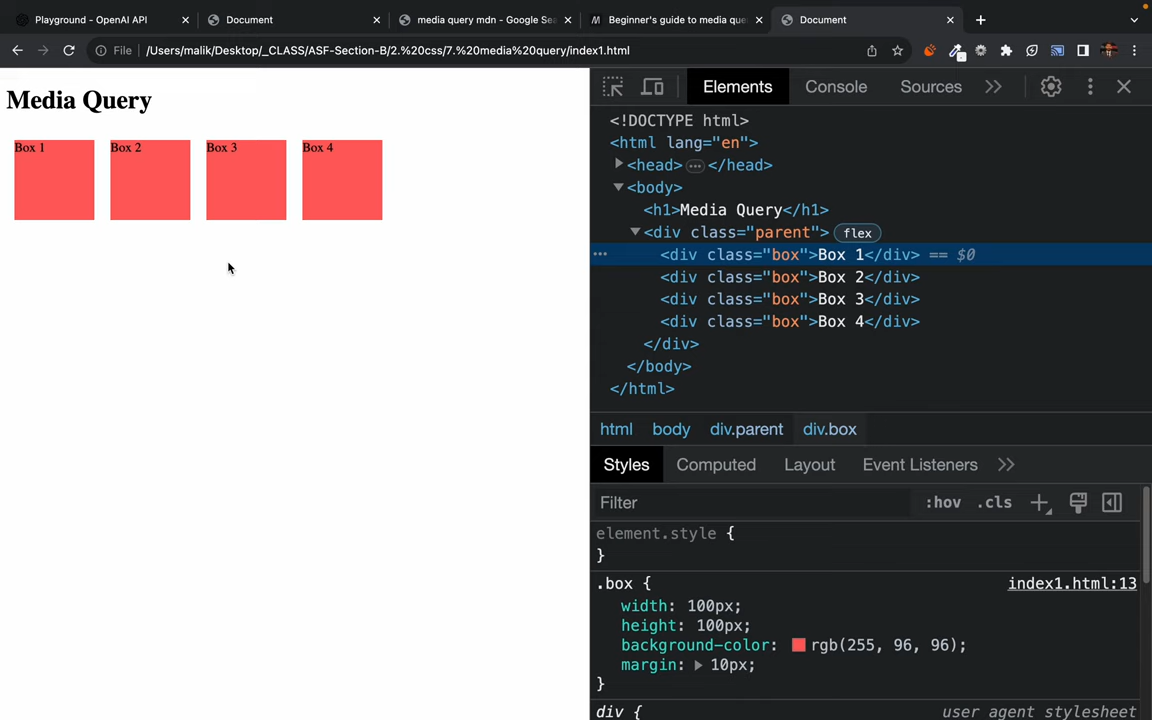 Playground - OpenAI API
Document
media query mdn - Google Sea
Beginner's guide to media que
Document
File
/Users/malik/Desktop/_CLASS/ASF-Section-B/2.%20css/7.%20media%20query/index1.html
Media Query
Box 1 Box 2 Box 3 Box 4
Elements Console Sources
<!DOCTYPE html>
<html lang="en">
<head> ... </head>
<body>
<h1>Media Query</h1>
<div class="parent"> flex
<div class="box">Box 1</div> == $0
<div class="box">Box 2</div>
<div class="box">Box 3</div>
<div class="box">Box 4</div>
</div>
</body>
</html>
html body div.parent div.box
Styles Computed Layout Event Listeners
Filter :hov .cls
element.style {
}
.box { index1.html:13
width: 100px;
height: 100px;
background-color: rgb(255, 96, 96);
margin: 10px;
}
div { user agent stylesheet